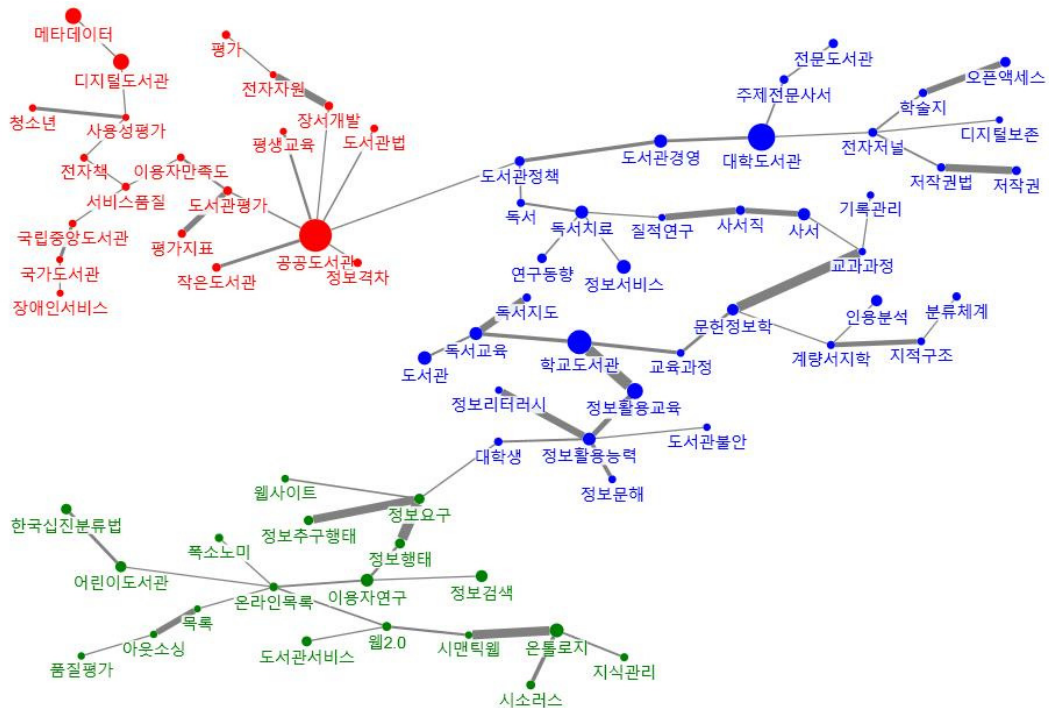 메타데이터
디지털도서관
청소년
사용성평가
전자책
이용자만족도
서비스품질
도서관평가
국립중앙도서관
평가지표
국가도서관
작은도서관
장애인서비스
평가
전자자원
장서개발
평생교육
도서관법
공공도서관
정보격차
전문도서관
주제전문사서
오픈액세스
학술지
도서관경영
대학도서관
전자저널
디지털보존
도서관정책
저작권법
저작권
독서
독서치료
질적연구
사서직
사서
기록관리
연구동향
정보서비스
교과과정
독서지도
문헌정보학
인용분석
분류체계
독서교육
학교도서관
교육과정
계량서지학
지적구조
도서관
정보리터러시
정보활용교육
대학생
정보활용능력
도서관불안
정보문해
웹사이트
정보요구
한국십진분류법
정보추구행태
폭소노미
정보행태
어린이도서관
온라인목록
이용자연구
정보검색
목록
아웃소싱
도서관서비스
웹2.0
시맨틱웹
온톨로지
품질평가
지식관리
시소러스